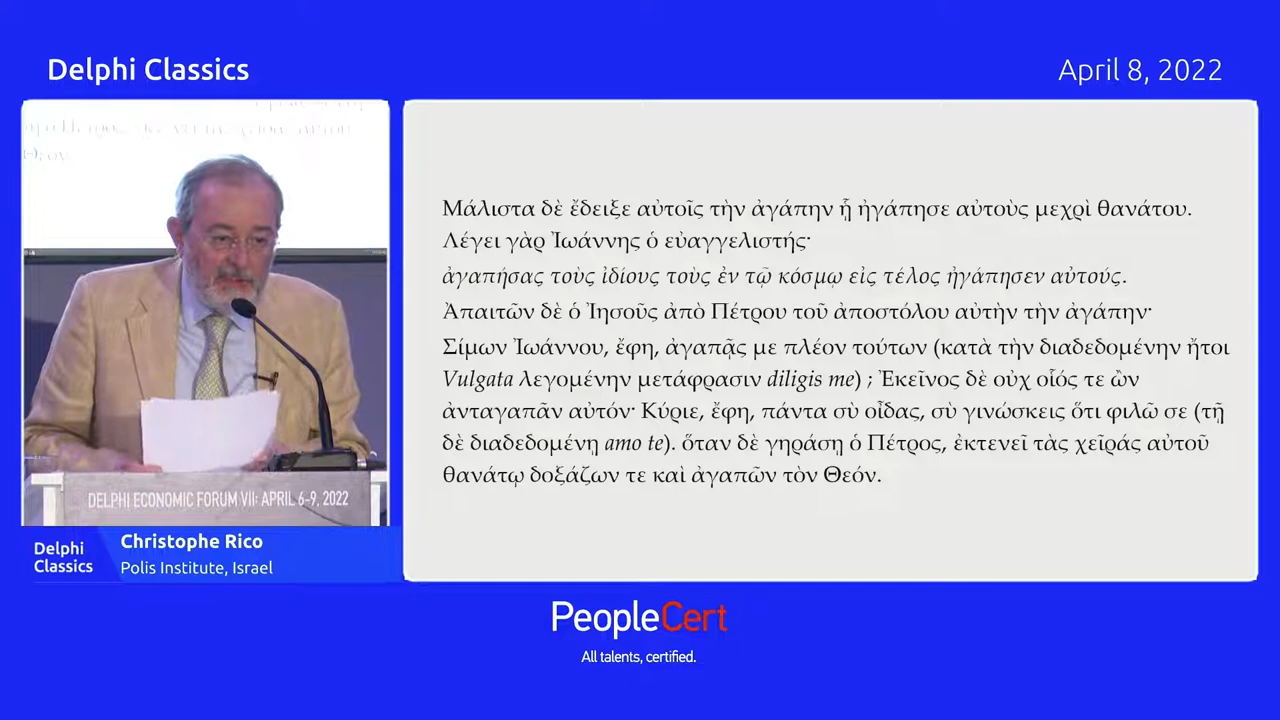 Delphi Classics
April 8, 2022
Μάλιστα δὲ ἔδειξε αὐτοῖς τὴν ἀγάπην ᾗ ἠγάπησε αὐτοὺς μεχρὶ θανάτου.
Λέγει γὰρ Ἰωάννης ὁ εὐαγγελιστής·
ἀγαπήσας τοὺς ἰδίους τοὺς ἐν τῷ κόσμῳ εἰς τέλος ἠγάπησεν αὐτούς.
Ἀπαιτῶν δὲ ὁ Ἰησοῦς ἀπὸ Πέτρου τοῦ ἀποστόλου αὐτὴν τὴν ἀγάπην·
Σίμων Ἰωάννου, ἔφη, ἀγαπᾷς με πλέον τούτων (κατὰ τὴν διαδεδομένην ἤτοι
Vulgata λεγομένην μετάφρασιν diligis me) ; Ἐκεῖνος δὲ οὐχ οἷός τε ὢν
ἀνταγαπᾶν αὐτόν· Κύριε, ἔφη, πάντα σὺ οἶδας, σὺ γινώσκεις ὅτι φιλῶ σε (τῇ
δὲ διαδεδομένῃ amo te). ὅταν δὲ γηράσῃ ὁ Πέτρος, ἐκτενεῖ τὰς χεῖράς αὐτοῦ
θανάτῳ δοξάζων τε καὶ ἀγαπῶν τὸν Θεόν.
DELPHI ECONOMIC FORUM VII: APRIL 6-9, 2022
Delphi
Classics
Christophe Rico
Polis Institute, Israel
PeopleCert
All talents, certified.